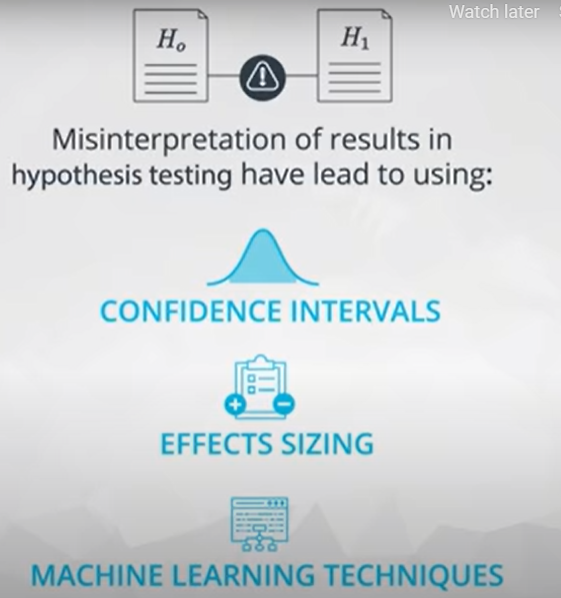 Watch later
H₀
H₁
Misinterpretation of results in
hypothesis testing have lead to using:
CONFIDENCE INTERVALS
EFFECTS SIZING
MACHINE LEARNING TECHNIQUES